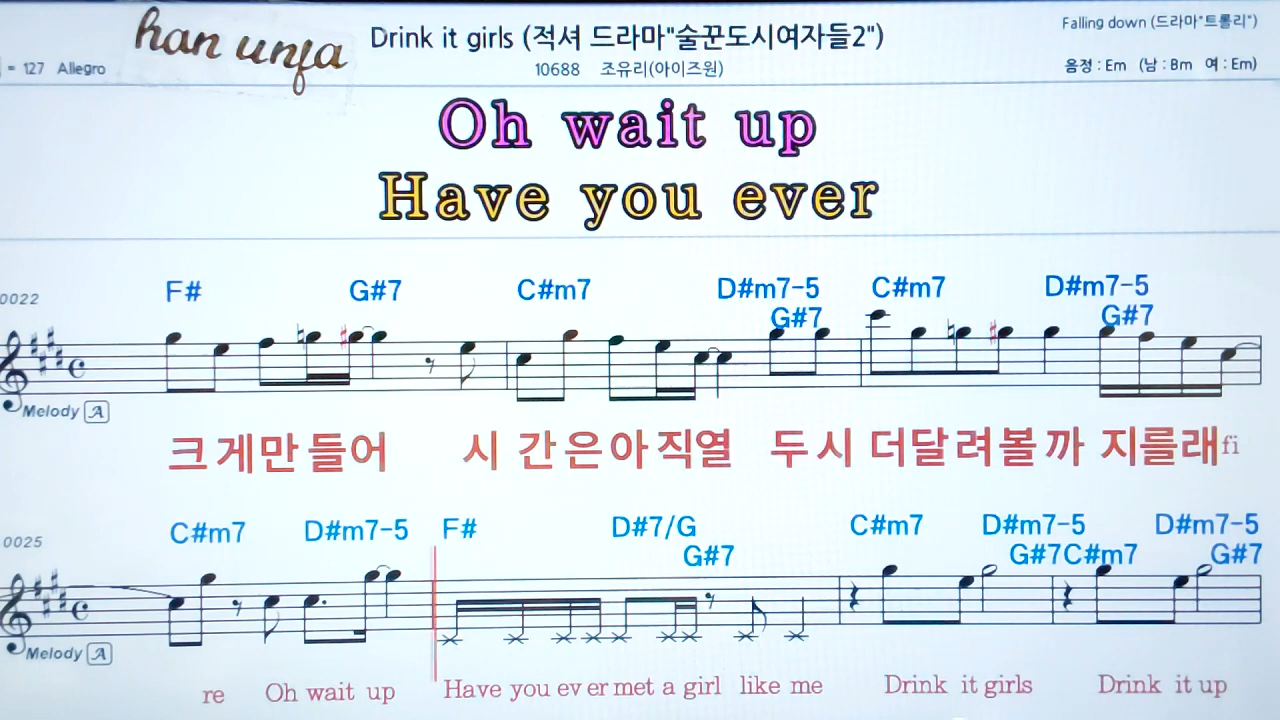 han unfa
Drink it girls (적셔 드라마"술꾼도시여자들2")
Falling down (드라마"트롤리")
= 127 Allegro
10688 조유리(아이즈원)
음정 : Em (남 : Bm 여 : Em)
Oh wait up
Have you ever
0022 F# G#7 C#m7 D#m7-5 C#m7 D#m7-5
G#7 G#7
Melody A
크게만들어 시간은아직열 두시더달려볼까 지를래 fi
0025 C#m7 D#m7-5 F# D#7/G C#m7 D#m7-5 D#m7-5
G#7 G#7 C#m7 G#7
Melody A
re Oh wait up Have you ev er met a girl like me Drink it girls Drink it up